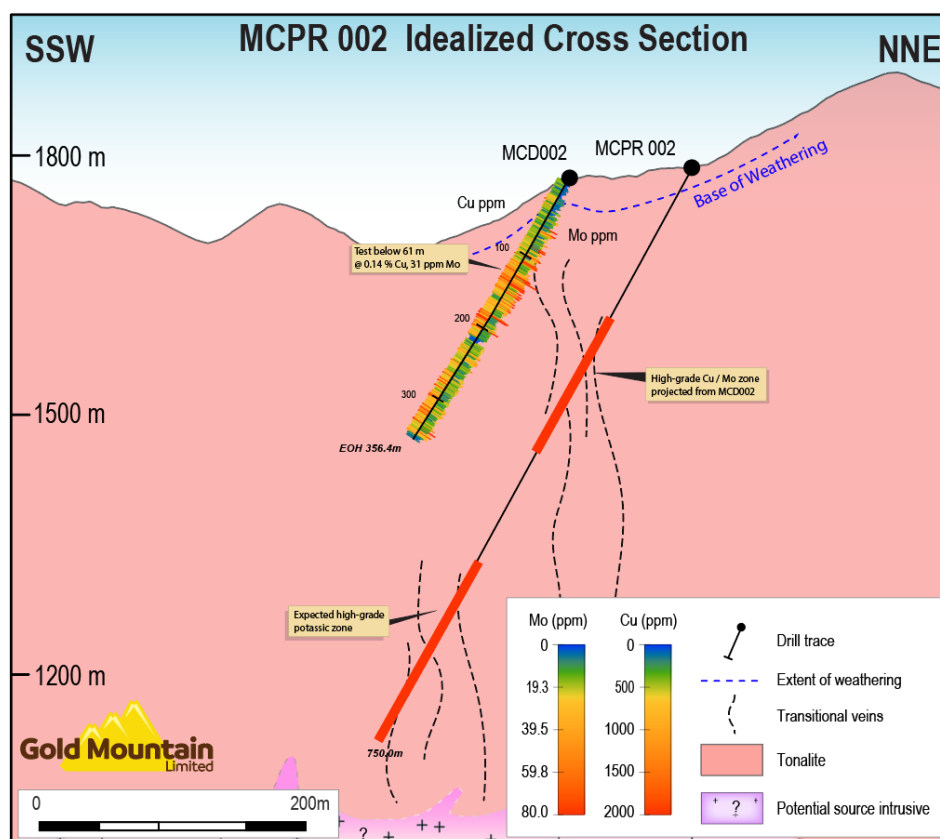 SSW
MCPR 002 Idealized Cross Section
NNE
1800 m
MCD002
MCPR 002
Base of Weathering
Cu ppm
Mo ppm
Test below 61 m
@ 0.14 % Cu, 31 ppm Mo
100
200
300
High-grade Cu / Mo zone
projected from MCD002
1500 m
EOH 356.4m
Expected high-grade
potassic zone
1200 m
750.0m
Gold Mountain
Limited
0
200m
?
Mo (ppm)
0
19.3
39.5
59.8
80.0
Cu (ppm)
0
500
1000
1500
2000
Drill trace
Extent of weathering
Transitional veins
Tonalite
?
Potential source intrusive